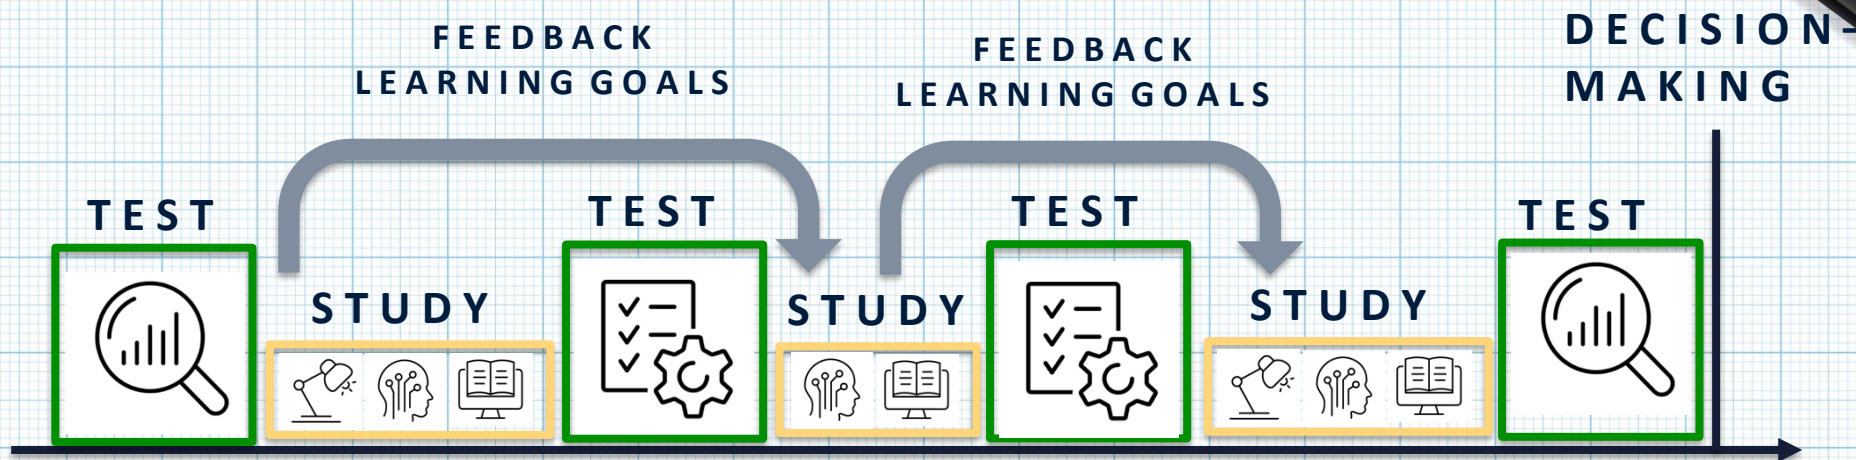 FEEDBACK
LEARNING GOALS
FEEDBACK
LEARNING GOALS
DECISION-
MAKING
TEST
TEST
TEST
TEST
STUDY
STUDY
STUDY